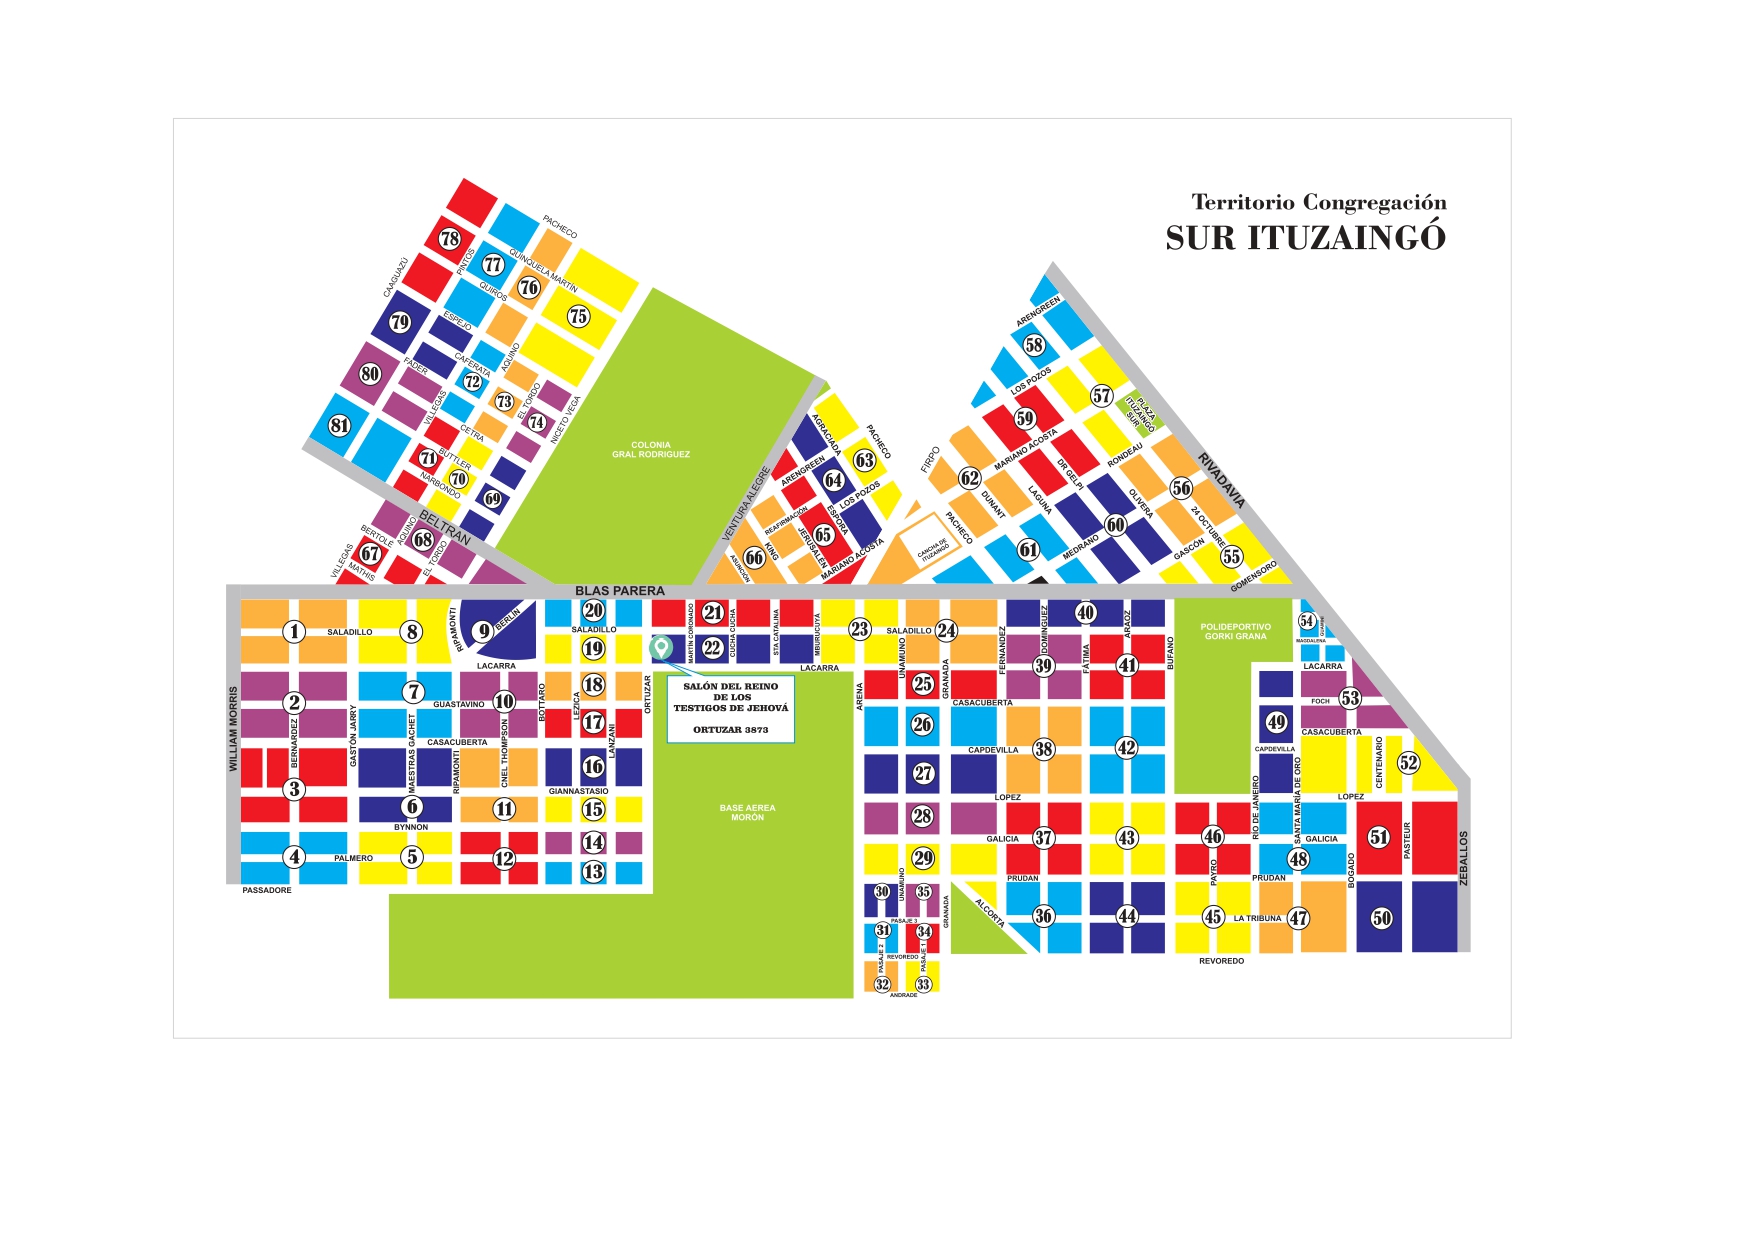 Territorio Congregación
SUR ITUZAINGÓ
PACHECO
78
77
QUINQUELA MARTÍN
PINTOS
CAAGUAZÚ
76
QUIROS
75
79
ESPEJO
CAFERATA
AQUINO
FADER
80
72
VILLEGAS
73
EL TORDO
74
NICETO VEGA
81
CETRA
71
BUTTLER
70
NARBONDO
69
BELTRAN
BERTOLÉ
AQUINO
68
67
EL TORDO
VILLEGAS
MATHIS
COLONIA
GRAL RODRIGUEZ
VENTURA ALEGRE
AGRACIADA
PACHECO
63
ARENGREEN
64
LOS POZOS
REAFIRMACIÓN
ESPORA
65
JERUSALÉN
KING
66
ASUNCIÓN
MARIANO ACOSTA
ARENGREEN
58
LOS POZOS
57
PLAZA
ITUZAINGO
SUR
59
MARIANO ACOSTA
RONDEAU
DR GELPI
FIRPO
62
RIVADAVIA
56
DUNANT
LAGUNA
OLIVERA
PACHECO
60
24 OCTUBRE
CANCHA DE
ITUZAINGÓ
61
MEDRANO
GASCÓN
55
GOMENSORO
BLAS PARERA
1
SALADILLO
8
RIPAMONTI
9
BERLIN
20
SALADILLO
19
21
MARTÍN CORONADO
CUCHA CUCHA
STA CATALINA
MBURUCUYA
22
23
UNAMUNO
SALADILLO
24
FERNANDEZ
DOMINGUEZ
40
ARAOZ
39
FÁTIMA
41
BUFANO
POLIDEPORTIVO
GORKI GRANA
54
MAGDALENA
LACARRA
LACARRA
LACARRA
WILLIAM MORRIS
2
BERNARDEZ
GASTÓN JARRY
7
MAESTRAS GACHET
GUASTAVINO
10
CASACUBERTA
BOTTARO
LEZICA
18
17
LANZANI
ORTUZAR
SALÓN DEL REINO
DE LOS
TESTIGOS DE JEHOVÁ
ORTUZAR 3873
ARENA
25
GRANADA
CASACUBERTA
26
CAPDEVILLA
38
42
49
FOCH
53
CASACUBERTA
CAPDEVILLA
CENTENARIO
52
3
RIPAMONTI
CNEL THOMPSON
16
GIANNASTASIO
6
BYNNON
11
15
BASE AEREA
MORÓN
27
LOPEZ
RÍO DE JANEIRO
SANTA MARÍA DE ORO
LOPEZ
28
GALICIA
37
43
46
GALICIA
51
PASTEUR
ZEBALLOS
4
PALMERO
5
12
14
13
PASSADORE
29
PRUDAN
PAYRO
48
PRUDAN
BOGADO
30
UNAMUNO
35
GRANADA
ALCORTA
36
44
45
LA TRIBUNA
47
50
PASAJE 3
31
34
PASAJE 2
REVOREDO
PASAJE 1
32
33
ANDRADE
REVOREDO